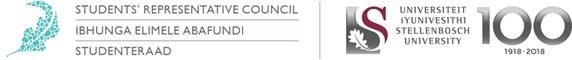 STUDENTS' REPRESENTATIVE COUNCIL
IBHUNGA ELIMELE ABAFUNDI
STUDENTERAAD
UNIVERSITEIT
iYUNIVESITHI
STELLENBOSCH
UNIVERSITY
100
1918 · 2018